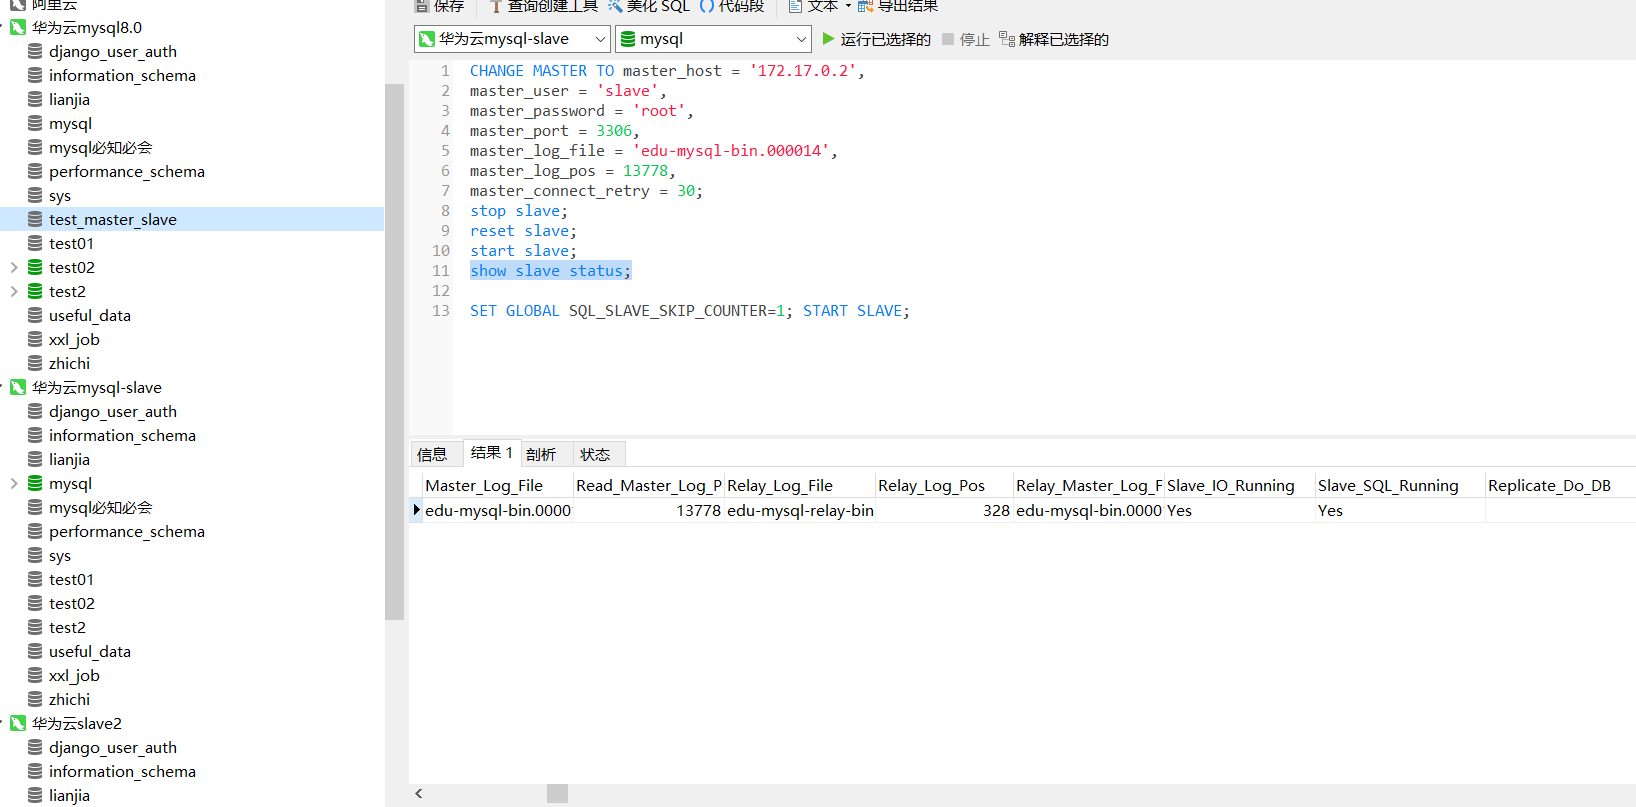 阿里云
华为云mysql8.0
django_user_auth
information_schema
lianjia
mysql
mysql必知必会
performance_schema
sys
test_master_slave
test01
test02
test2
useful_data
xxl_job
zhichi
华为云mysql-slave
django_user_auth
information_schema
lianjia
mysql
mysql必知必会
performance_schema
sys
test01
test02
test2
useful_data
xxl_job
zhichi
华为云slave2
django_user_auth
information_schema
lianjia
保存 查询创建工具 美化 SQL () 代码段 文本 导出结果
华为云mysql-slave mysql 运行已选择的 停止 解释已选择的
1 CHANGE MASTER TO master_host = '172.17.0.2',
2 master_user = 'slave',
3 master_password = 'root',
4 master_port = 3306,
5 master_log_file = 'edu-mysql-bin.000014',
6 master_log_pos = 13778,
7 master_connect_retry = 30;
8 stop slave;
9 reset slave;
10 start slave;
11 show slave status;
12
13 SET GLOBAL SQL_SLAVE_SKIP_COUNTER=1; START SLAVE;
信息 结果 1 剖析 状态
Master_Log_File Read_Master_Log_P Relay_Log_File Relay_Log_Pos Relay_Master_Log_F Slave_IO_Running Slave_SQL_Running Replicate_Do_DB
edu-mysql-bin.0000 13778 edu-mysql-relay-bin 328 edu-mysql-bin.0000 Yes Yes